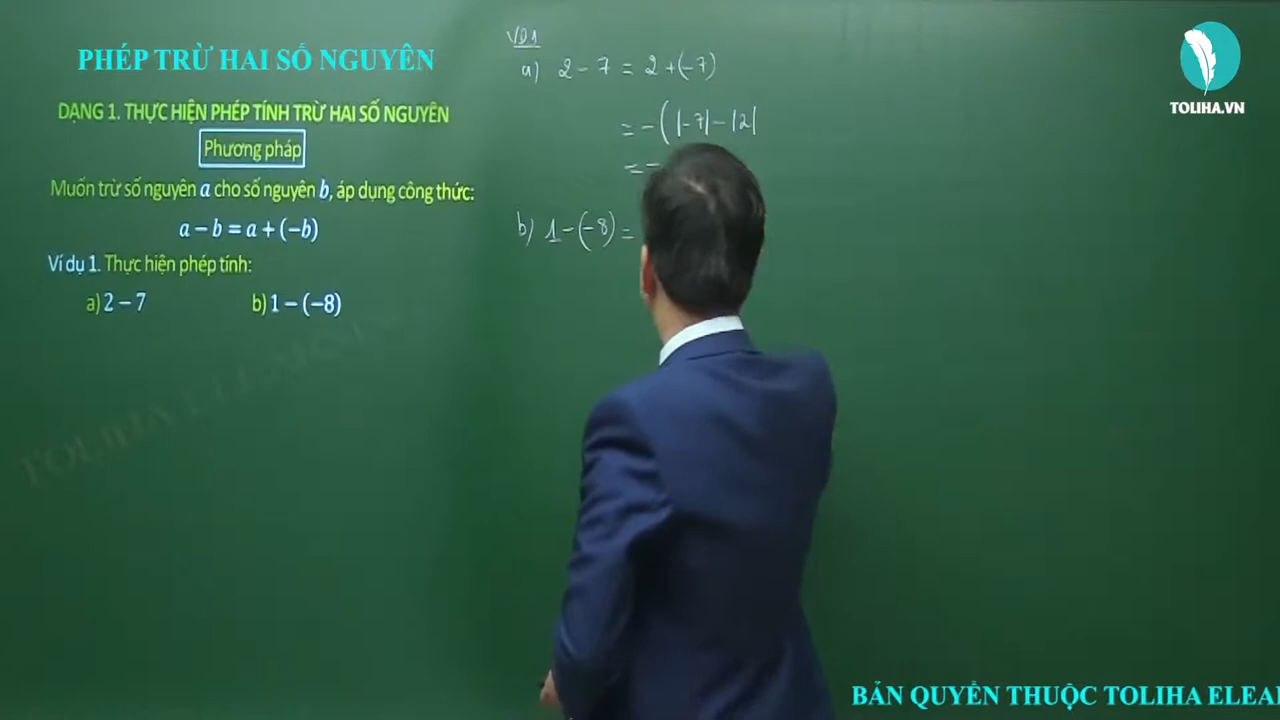 PHÉP TRỪ HAI SỐ NGUYÊN
DẠNG 1. THỰC HIỆN PHÉP TÍNH TRỪ HAI SỐ NGUYÊN
Phương pháp
Muốn trừ số nguyên a cho số nguyên b, áp dụng công thức:
a – b = a + (–b)
Ví dụ 1. Thực hiện phép tính:
a) 2 – 7 b) 1 – (–8)
VD1
a) 2 - 7 = 2 + (-7)
= - (|-7| - |2|
= -
b) 1 - (-8) =
TOLIHA.VN
BẢN QUYỀN THUỘC TOLIHA